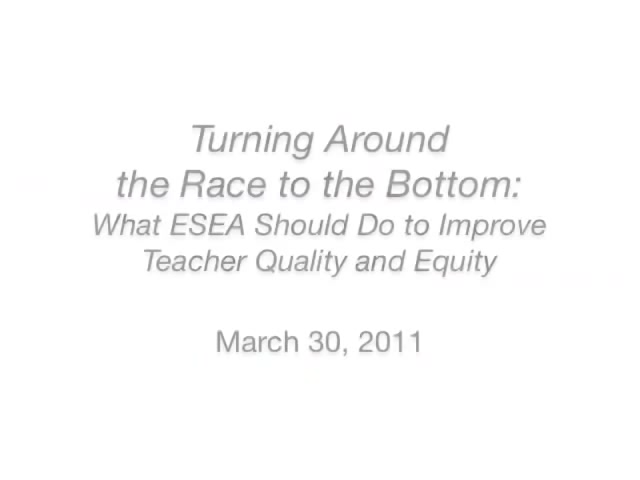 Turning Around
the Race to the Bottom:
What ESEA Should Do to Improve
Teacher Quality and Equity
March 30, 2011